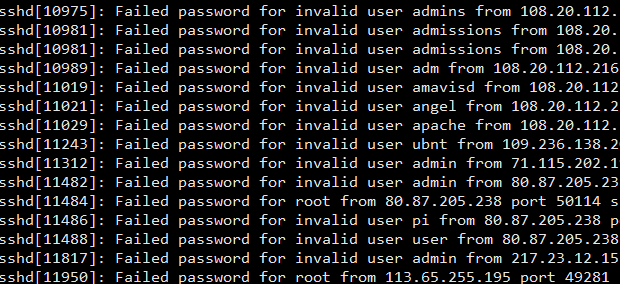 sshd[10975]: Failed password for invalid user admins from 108.20.112.
sshd[10981]: Failed password for invalid user admissions from 108.20.
sshd[10981]: Failed password for invalid user admissions from 108.20.
sshd[10989]: Failed password for invalid user adm from 108.20.112.216
sshd[11019]: Failed password for invalid user amavisd from 108.20.112
sshd[11021]: Failed password for invalid user angel from 108.20.112.2
sshd[11029]: Failed password for invalid user apache from 108.20.112.
sshd[11243]: Failed password for invalid user ubnt from 109.236.138.2
sshd[11312]: Failed password for invalid user admin from 71.115.202.1
sshd[11482]: Failed password for invalid user admin from 80.87.205.23
sshd[11484]: Failed password for root from 80.87.205.238 port 50114 s
sshd[11486]: Failed password for invalid user pi from 80.87.205.238 p
sshd[11488]: Failed password for invalid user user from 80.87.205.238
sshd[11817]: Failed password for invalid user admin from 217.23.12.15
sshd[11950]: Failed password for root from 113.65.255.195 port 49281